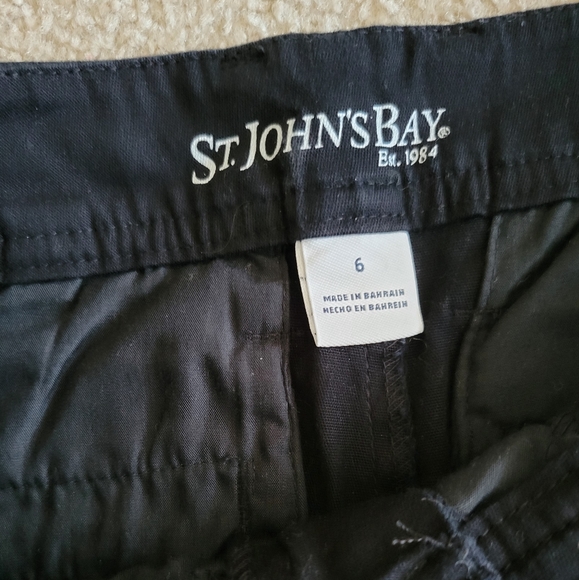 ST. JOHN'S BAY®
EST. 1984
6
MADE IN BAHRAIN
HECHO EN BAHREIN